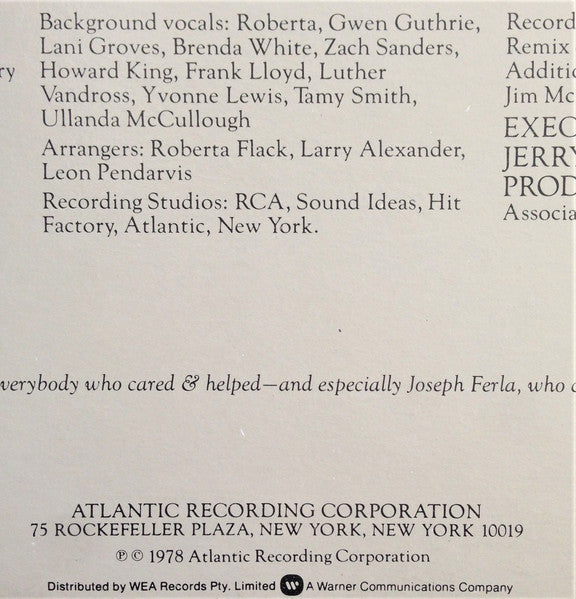 Background vocals: Roberta, Gwen Guthrie,
Lani Groves, Brenda White, Zach Sanders,
Howard King, Frank Lloyd, Luther
Vandross, Yvonne Lewis, Tamy Smith,
Ullanda McCullough
Arrangers: Roberta Flack, Larry Alexander,
Leon Pendarvis
Recording Studios: RCA, Sound Ideas, Hit
Factory, Atlantic, New York.
ry
Record
Remix
Additio
Jim Mc
EXEC
JERRY
PROD
Associa
verybody who cared & helped—and especially Joseph Ferla, who c
ATLANTIC RECORDING CORPORATION
75 ROCKEFELLER PLAZA, NEW YORK, NEW YORK 10019
℗ © 1978 Atlantic Recording Corporation
Distributed by WEA Records Pty. Limited A Warner Communications Company